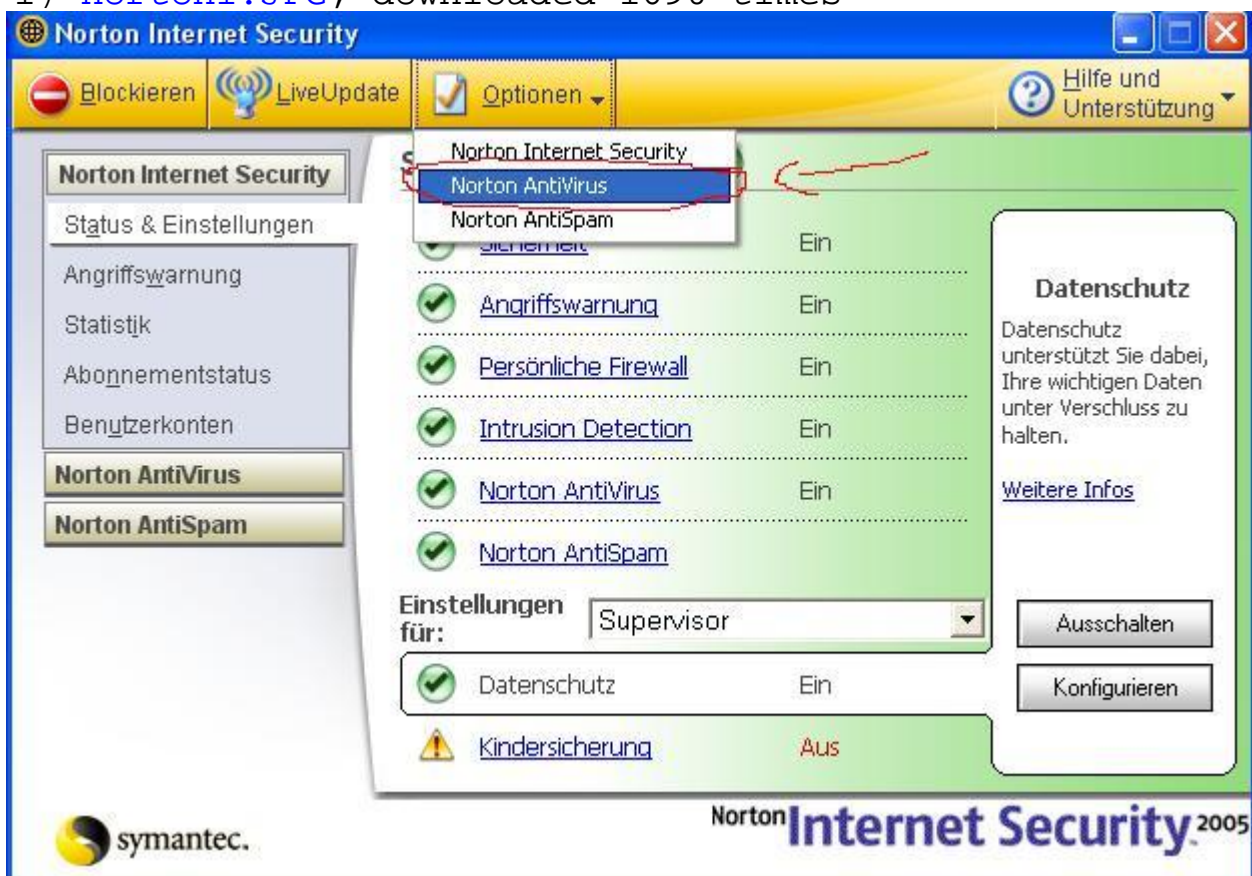 downloaded times
Norton Internet Security
Blockieren
LiveUpdate
Optionen
Hilfe und
Unterstützung
Norton Internet Security
Norton AntiVirus
Norton AntiSpam
Norton Internet Security
Status & Einstellungen
Angriffswarnung
Statistik
Abonnementstatus
Benutzerkonten
Norton AntiVirus
Norton AntiSpam
Sicherheit Ein
Angriffswarnung Ein
Persönliche Firewall Ein
Intrusion Detection Ein
Norton AntiVirus Ein
Norton AntiSpam
Einstellungen
für:
Supervisor
Datenschutz Ein
Kindersicherung Aus
Datenschutz
Datenschutz
unterstützt Sie dabei,
Ihre wichtigen Daten
unter Verschluss zu
halten.
Weitere Infos
Ausschalten
Konfigurieren
symantec.
Norton Internet Security 2005